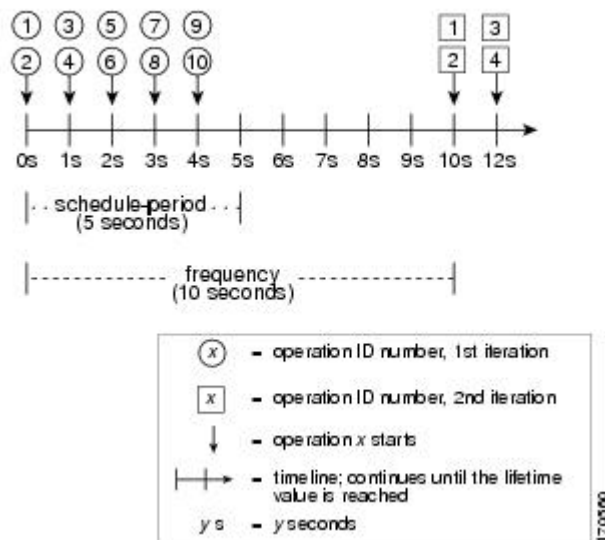 1 3 5 7 9 1 3
2 4 6 8 10 2 4
0s 1s 2s 3s 4s 5s 6s 7s 8s 9s 10s 12s
schedule-period
(5 seconds)
frequency
(10 seconds)
x = operation ID number, 1st iteration
x = operation ID number, 2nd iteration
= operation x starts
= timeline; continues until the lifetime
value is reached
y s = y seconds